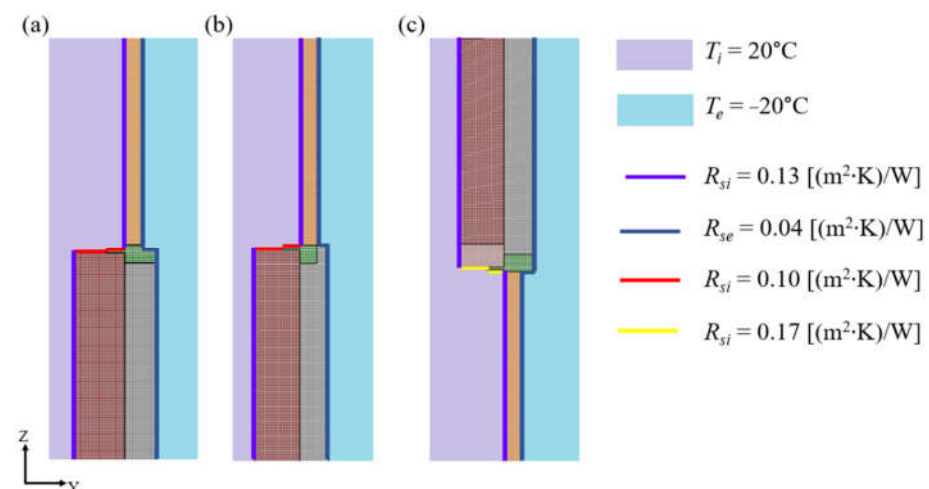 (a)
(b)
(c)
Ti = 20°C
Te = –20°C
Rsi = 0.13 [(m²·K)/W]
Rse = 0.04 [(m²·K)/W]
Rsi = 0.10 [(m²·K)/W]
Rsi = 0.17 [(m²·K)/W]
Z
Y